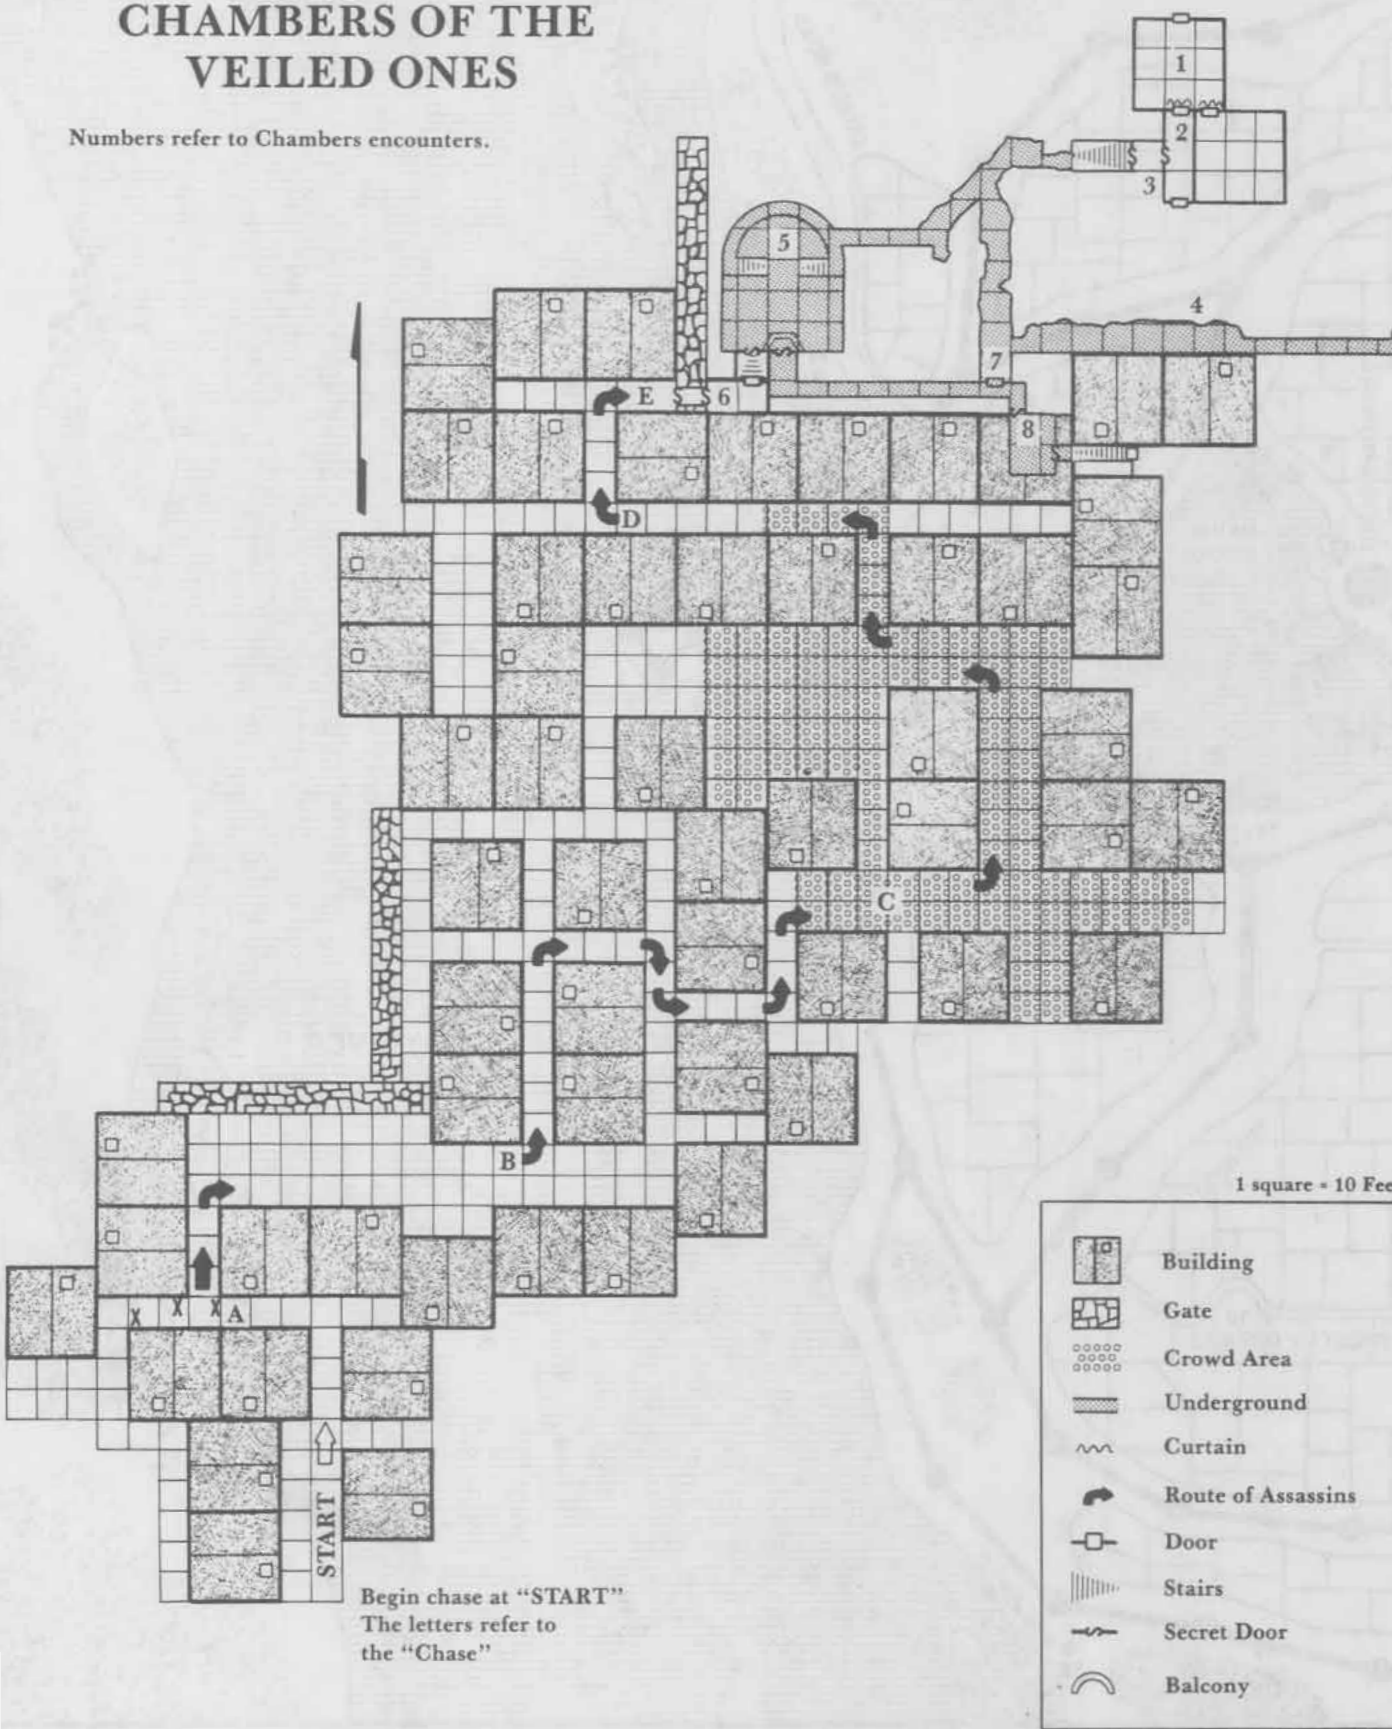 CHAMBERS OF THE
VEILED ONES
Numbers refer to Chambers encounters.
1
2
3
5
4
7
E
6
8
D
C
B
X X X A
START
Begin chase at “START”
The letters refer to
the “Chase”
1 square = 10 Fee
Building
Gate
Crowd Area
Underground
Curtain
Route of Assassins
Door
Stairs
Secret Door
Balcony